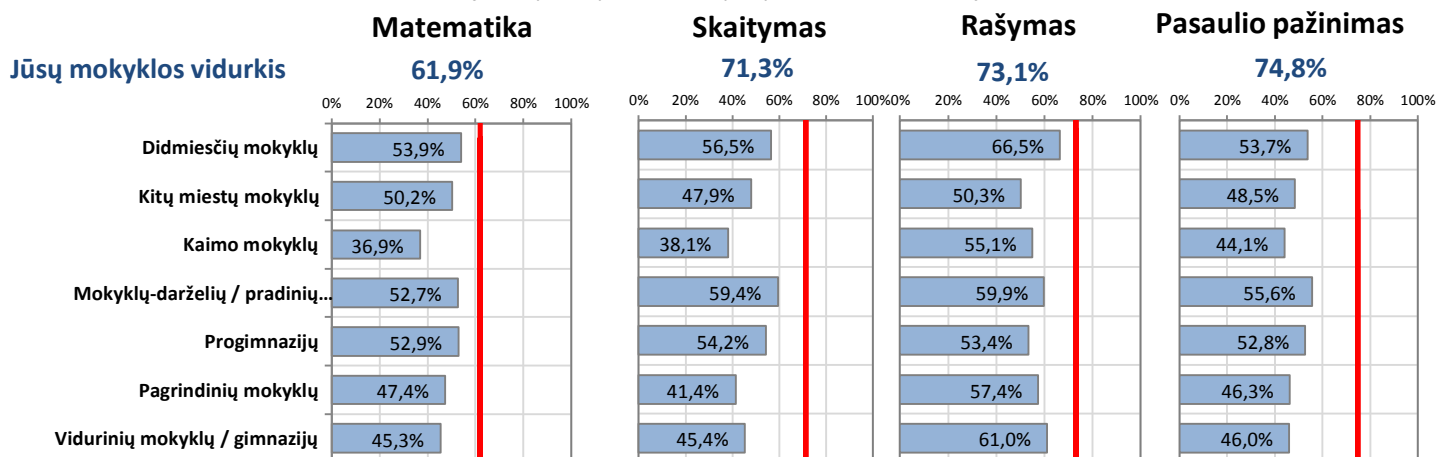 Matematika Skaitymas Rašymas Pasaulio pažinimas
Jūsų mokyklos vidurkis 61,9% 71,3% 73,1% 74,8%
0% 20% 40% 60% 80% 100% 0% 20% 40% 60% 80% 100% 0% 20% 40% 60% 80% 100% 0% 20% 40% 60% 80% 100%
Didmiesčių mokyklų 53,9% 56,5% 66,5% 53,7%
Kitų miestų mokyklų 50,2% 47,9% 50,3% 48,5%
Kaimo mokyklų 36,9% 38,1% 55,1% 44,1%
Mokyklų-darželių / pradinių... 52,7% 59,4% 59,9% 55,6%
Progimnazijų 52,9% 54,2% 53,4% 52,8%
Pagrindinių mokyklų 47,4% 41,4% 57,4% 46,3%
Vidurinių mokyklų / gimnazijų 45,3% 45,4% 61,0% 46,0%